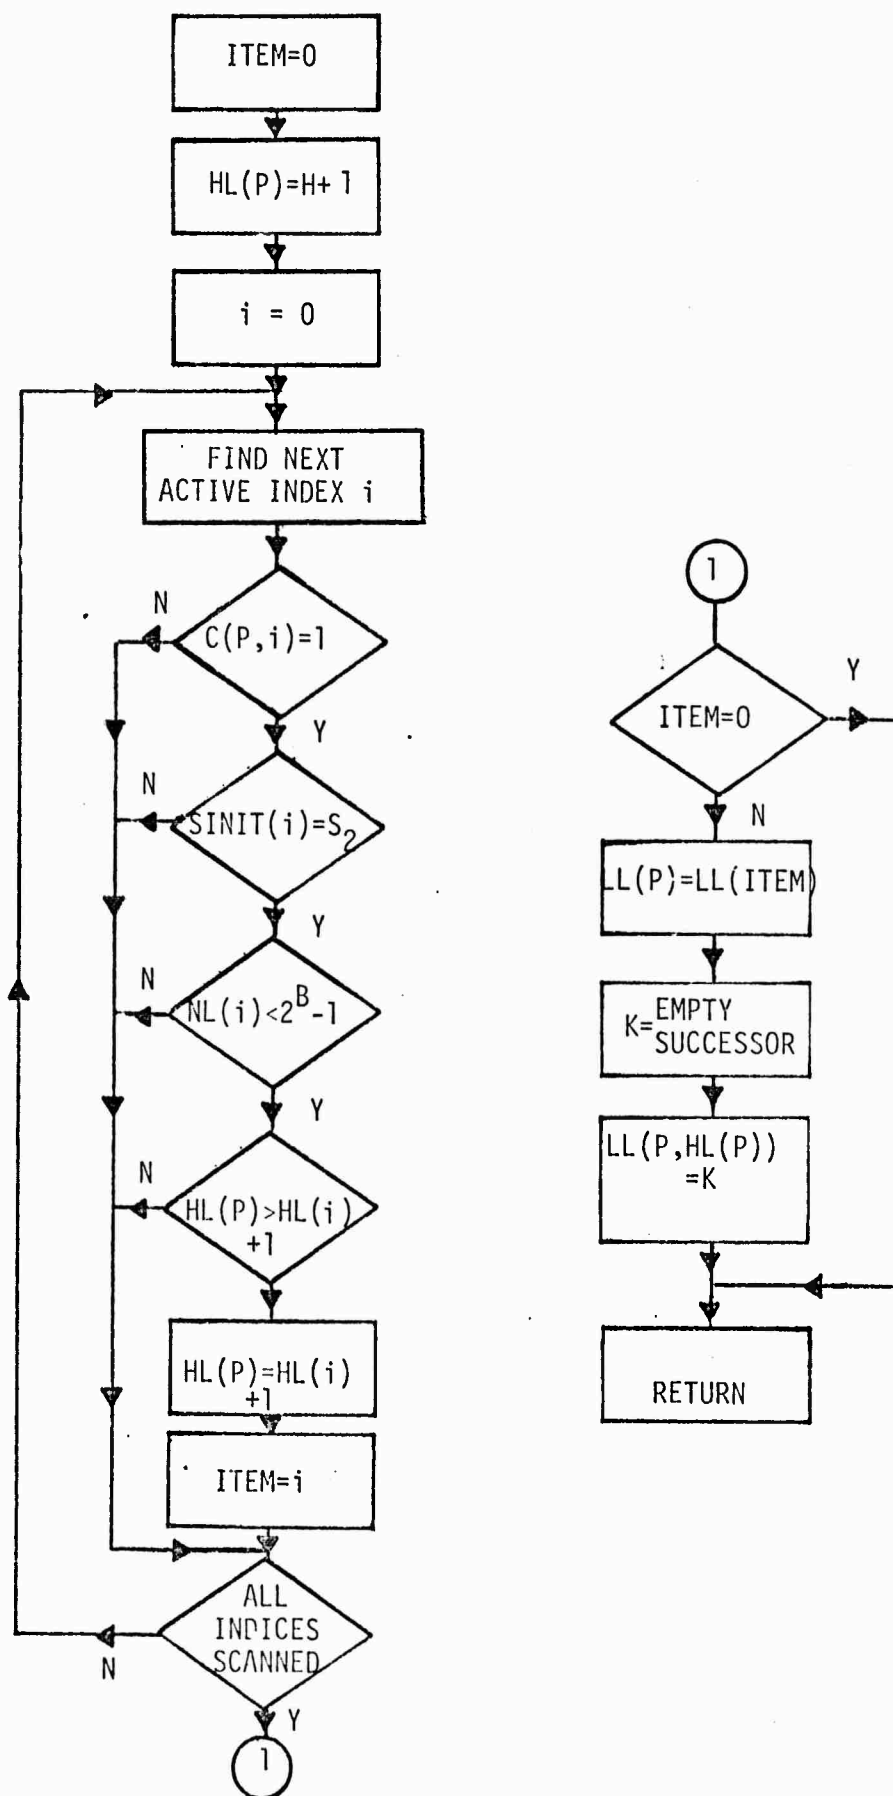 ITEM=0
HL(P)=H+1
i = 0
FIND NEXT
ACTIVE INDEX i
N
C(P,i)=1
Y
N
SINIT(i)=S₂
Y
N
NL(i)<2ᴮ-1
Y
N
HL(P)>HL(i)
+1
HL(P)=HL(i)
+1
ITEM=i
ALL
INDICES
SCANNED
N
Y
1
1
Y
ITEM=0
N
LL(P)=LL(ITEM)
K=EMPTY
SUCCESSOR
LL(P,HL(P))
=K
RETURN